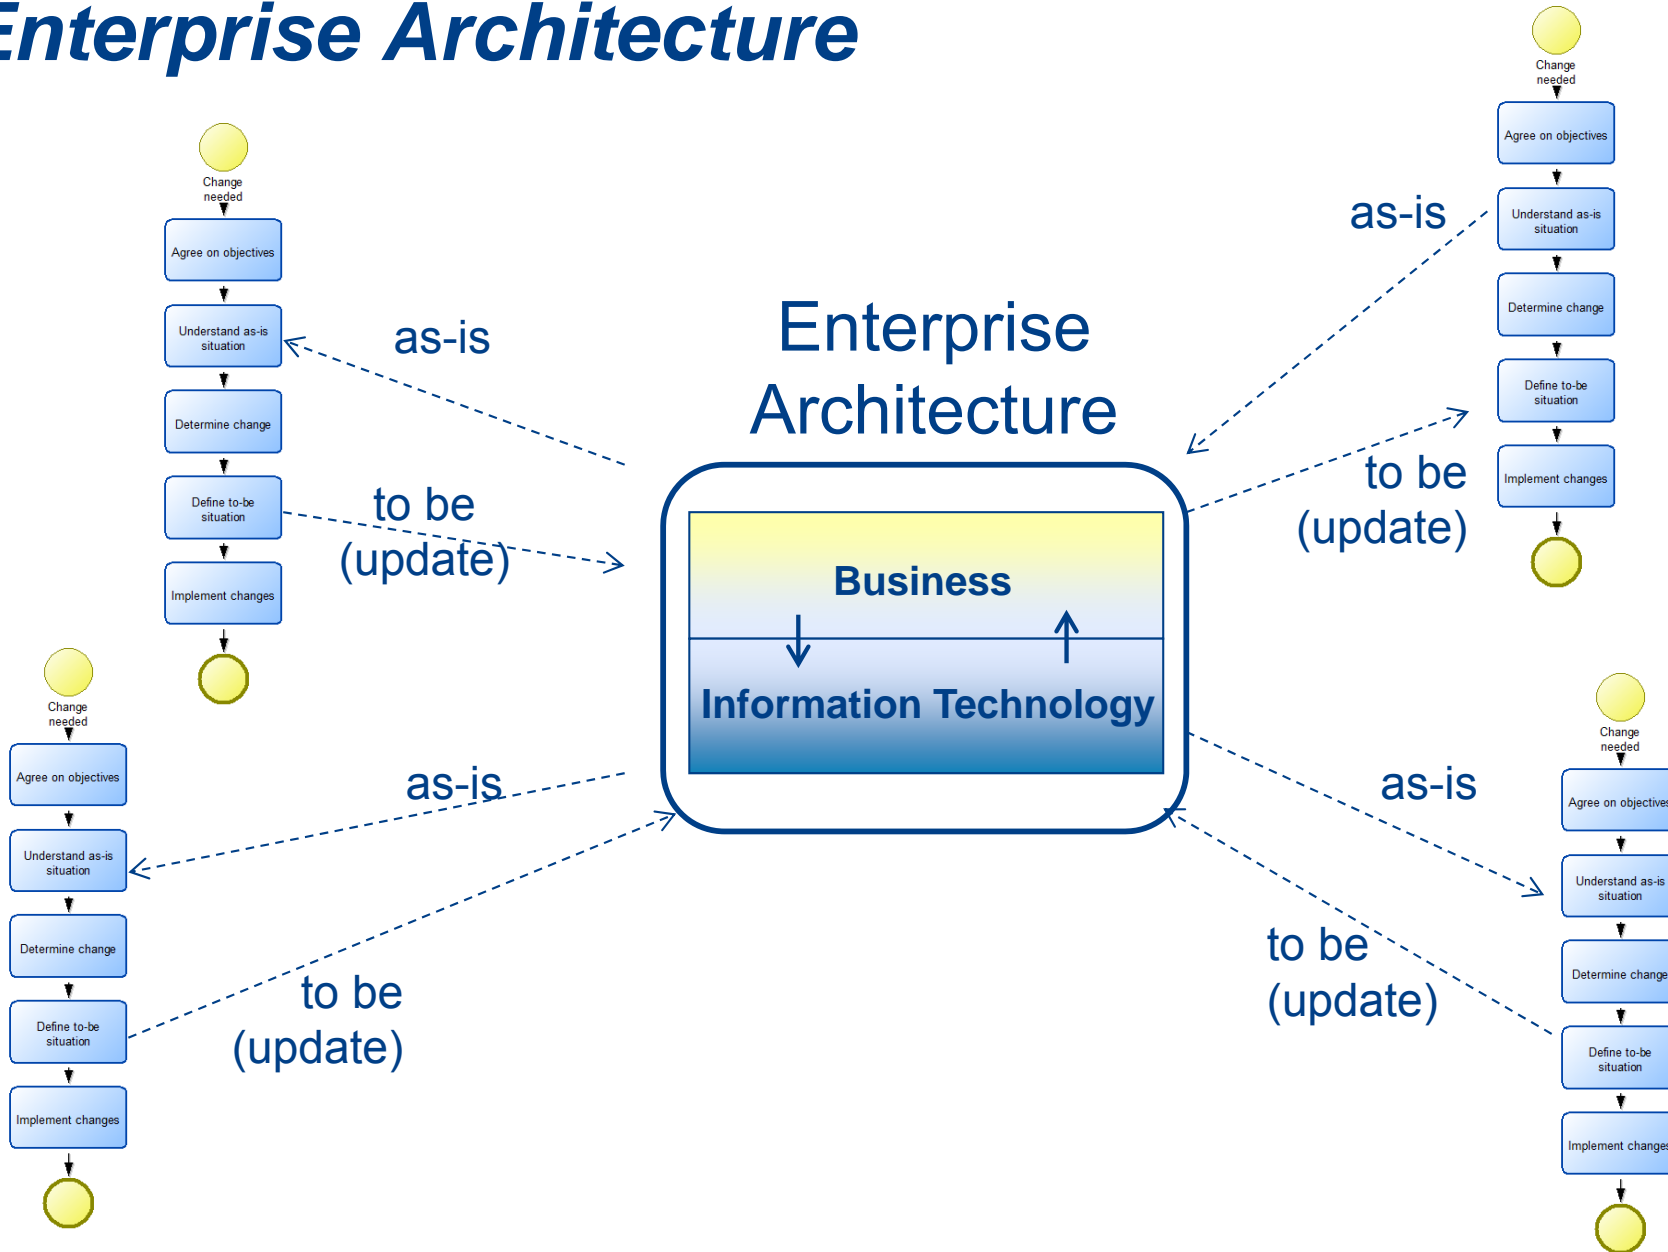 Enterprise Architecture
Change
needed
Agree on objectives
Understand as-is
situation
Determine change
Define to-be
situation
Implement changes
as-is
to be
(update)
Change
needed
Agree on objectives
Understand as-is
situation
Determine change
Define to-be
situation
Implement changes
as-is
to be
(update)
Enterprise
Architecture
Business
Information Technology
Change
needed
Agree on objectives
Understand as-is
situation
Determine change
Define to-be
situation
Implement changes
as-is
to be
(update)
Change
needed
Agree on objectives
Understand as-is
situation
Determine change
Define to-be
situation
Implement changes
as-is
to be
(update)